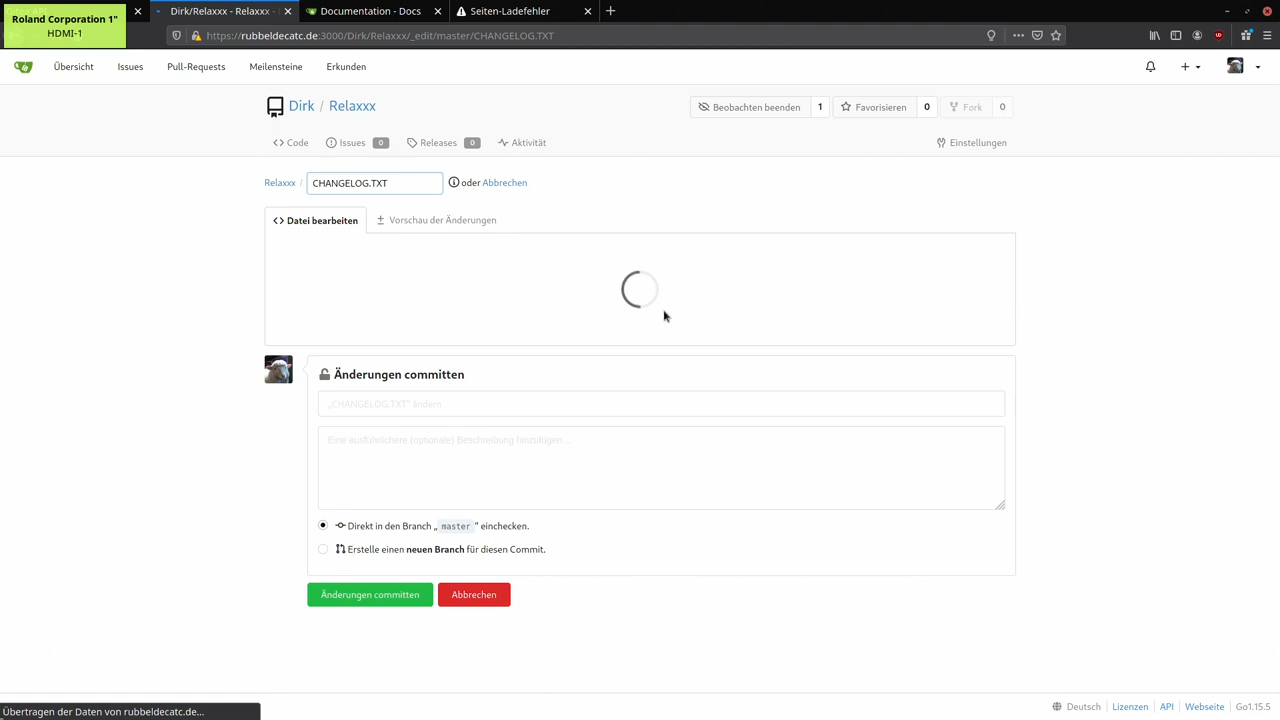 Roland Corporation 1"
HDMI-1
Dirk/Relaxxx - Relaxxx -
Documentation - Docs
Seiten-Ladefehler
https://rubbeldecatc.de:3000/Dirk/Relaxxx/_edit/master/CHANGELOG.TXT
Übersicht Issues Pull-Requests Meilensteine Erkunden
Dirk / Relaxxx
Beobachten beenden 1 Favorisieren 0 Fork 0
Code Issues 0 Releases 0 Aktivität Einstellungen
Relaxxx / CHANGELOG.TXT oder Abbrechen
Datei bearbeiten Vorschau der Änderungen
Änderungen committen
„CHANGELOG.TXT“ ändern
Eine ausführlichere (optionale) Beschreibung hinzufügen …
Direkt in den Branch „master“ einchecken.
Erstelle einen neuen Branch für diesen Commit.
Änderungen committen Abbrechen
Übertragen der Daten von rubbeldecatc.de…
Deutsch Lizenzen API Webseite Go1.15.5